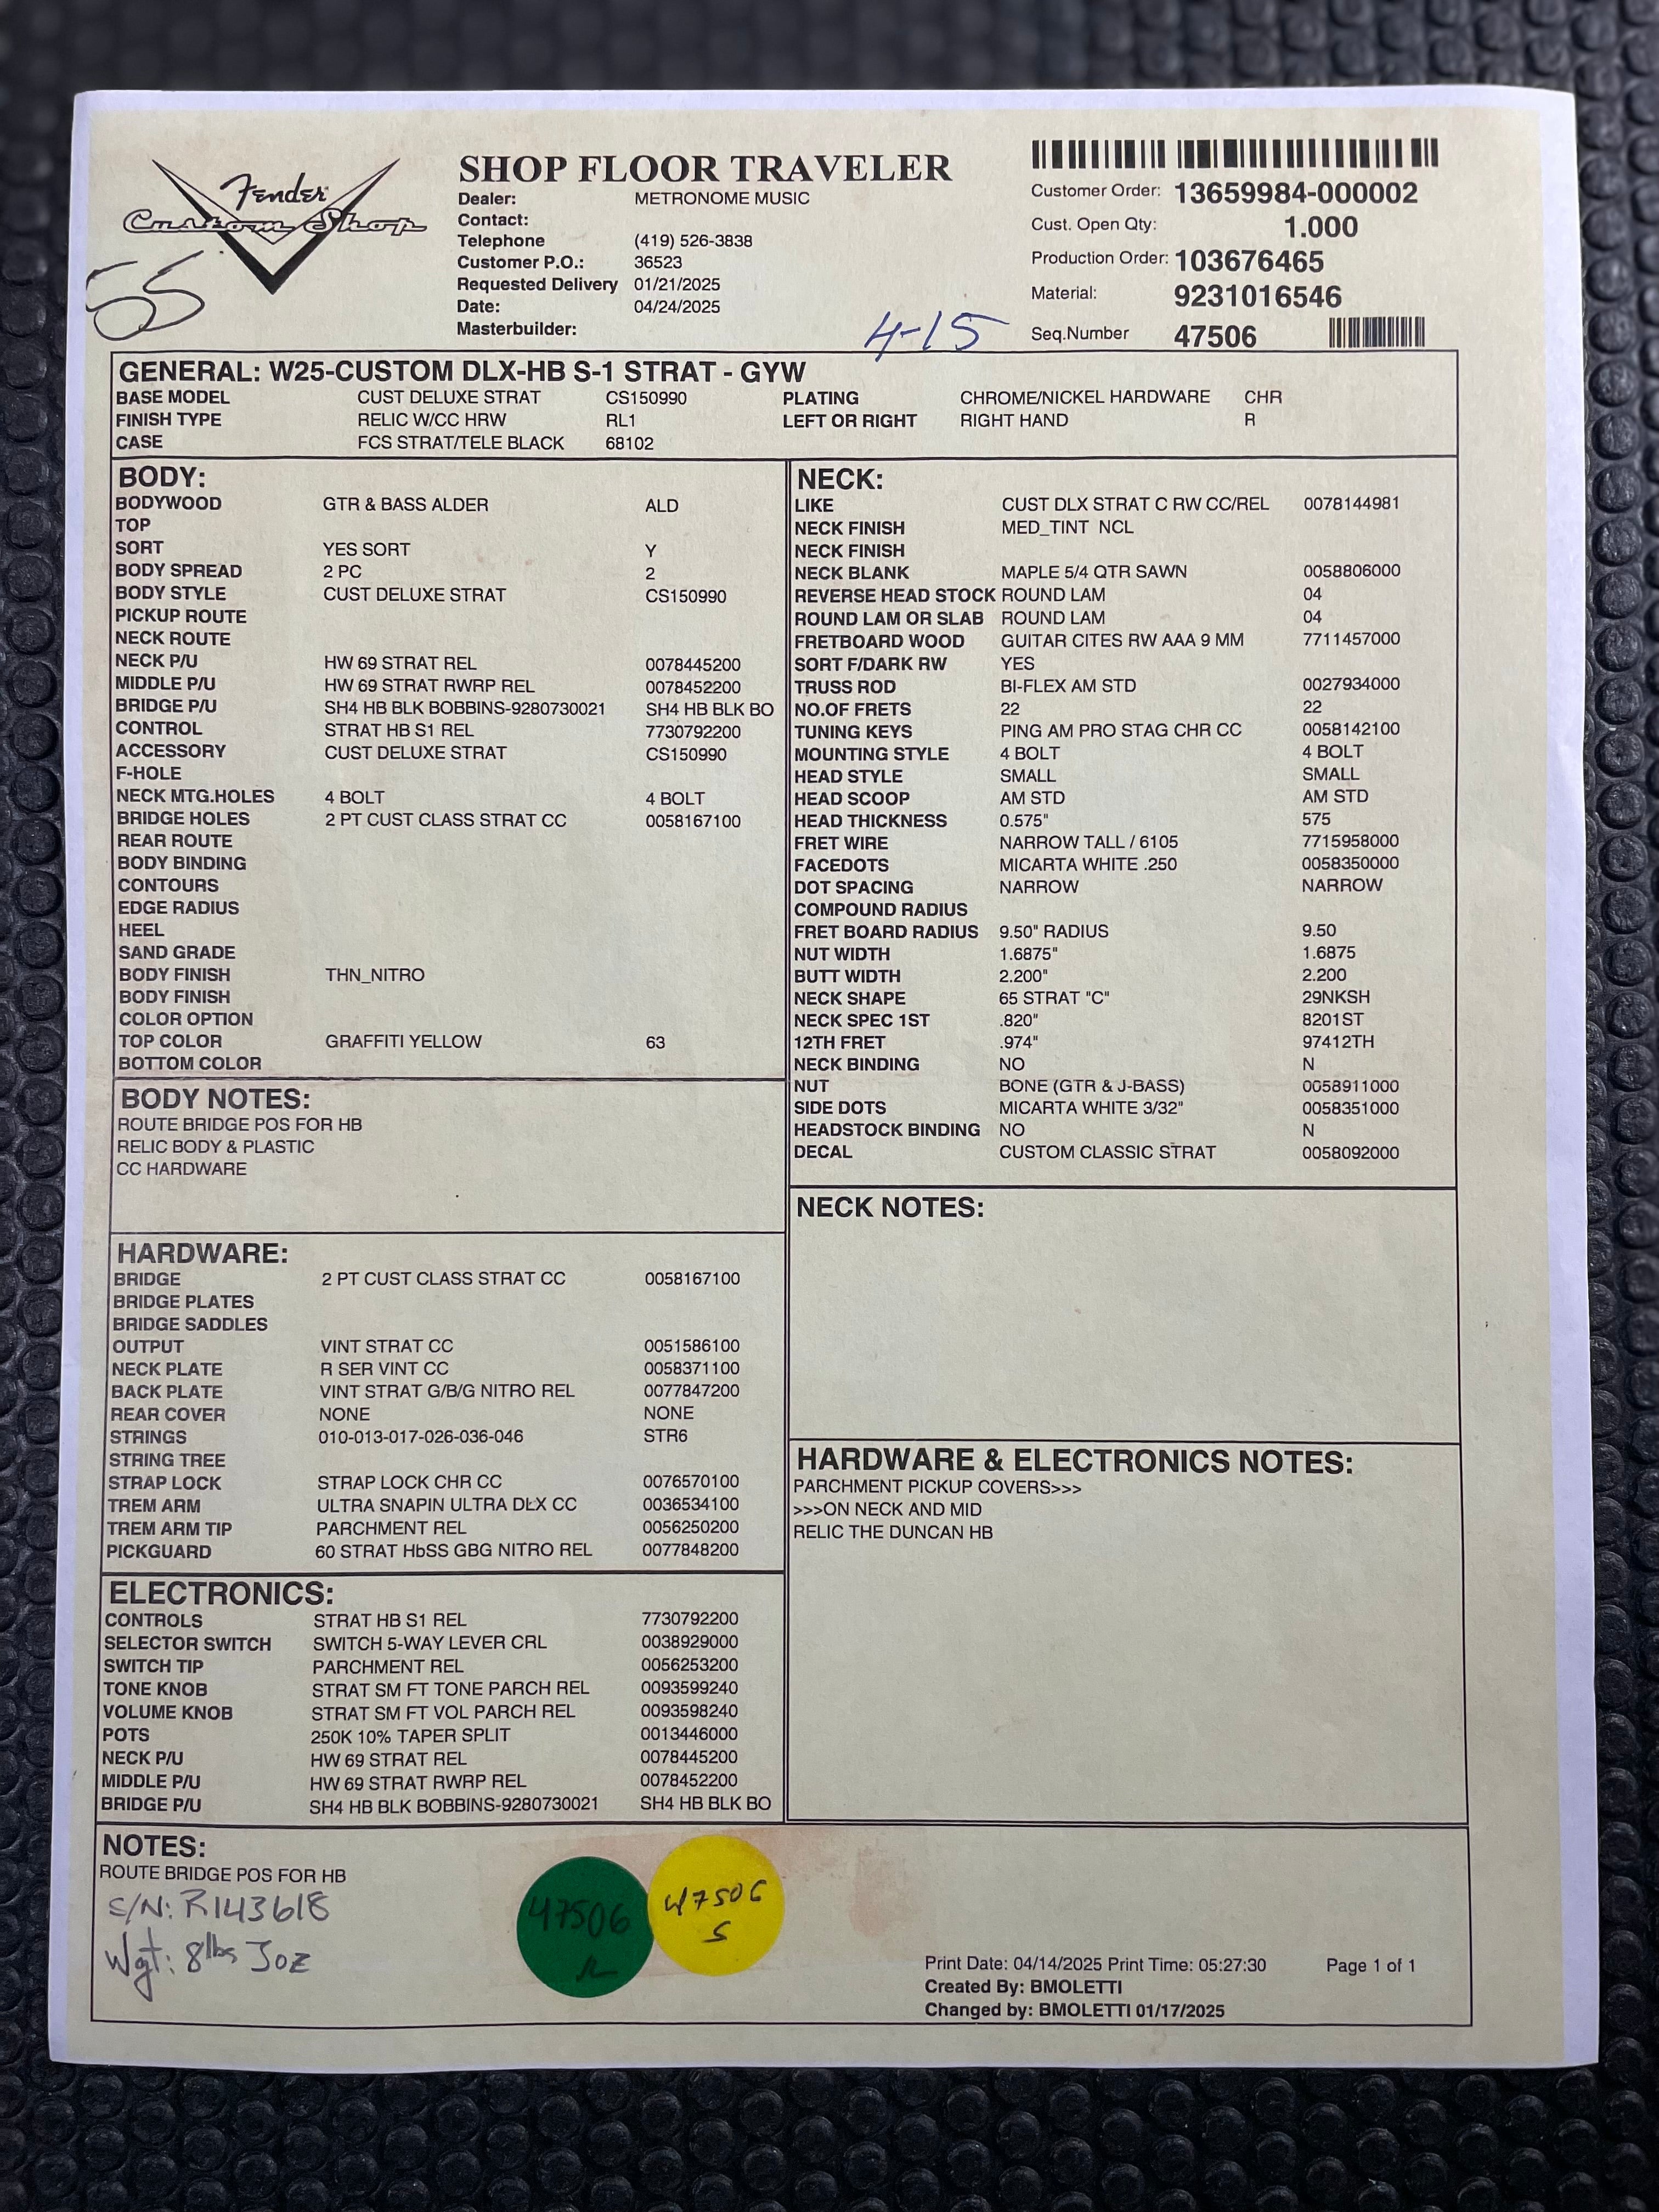 Fender
Custom Shop
55
SHOP FLOOR TRAVELER
Dealer: METRONOME MUSIC
Contact:
Telephone (419) 526-3838
Customer P.O.: 36523
Requested Delivery 01/21/2025
Date: 04/24/2025
Masterbuilder:
4-15
Customer Order: 13659984-000002
Cust. Open Qty: 1.000
Production Order: 103676465
Material: 9231016546
Seq.Number 47506
GENERAL: W25-CUSTOM DLX-HB S-1 STRAT - GYW
BASE MODEL CUST DELUXE STRAT CS150990 PLATING CHROME/NICKEL HARDWARE CHR
FINISH TYPE RELIC W/CC HRW RL1 LEFT OR RIGHT RIGHT HAND R
CASE FCS STRAT/TELE BLACK 68102
BODY:
BODYWOOD GTR & BASS ALDER ALD
TOP
SORT YES SORT Y
BODY SPREAD 2 PC 2
BODY STYLE CUST DELUXE STRAT CS150990
PICKUP ROUTE
NECK ROUTE
NECK P/U HW 69 STRAT REL 0078445200
MIDDLE P/U HW 69 STRAT RWRP REL 0078452200
BRIDGE P/U SH4 HB BLK BOBBINS-9280730021 SH4 HB BLK BO
CONTROL STRAT HB S1 REL 7730792200
ACCESSORY CUST DELUXE STRAT CS150990
F-HOLE
NECK MTG.HOLES 4 BOLT 4 BOLT
BRIDGE HOLES 2 PT CUST CLASS STRAT CC 0058167100
REAR ROUTE
BODY BINDING
CONTOURS
EDGE RADIUS
HEEL
SAND GRADE
BODY FINISH THN_NITRO
BODY FINISH
COLOR OPTION
TOP COLOR GRAFFITI YELLOW 63
BOTTOM COLOR
BODY NOTES:
ROUTE BRIDGE POS FOR HB
RELIC BODY & PLASTIC
CC HARDWARE
HARDWARE:
BRIDGE 2 PT CUST CLASS STRAT CC 0058167100
BRIDGE PLATES
BRIDGE SADDLES
OUTPUT VINT STRAT CC 0051586100
NECK PLATE R SER VINT CC 0058371100
BACK PLATE VINT STRAT G/B/G NITRO REL 0077847200
REAR COVER NONE NONE
STRINGS 010-013-017-026-036-046 STR6
STRING TREE
STRAP LOCK STRAP LOCK CHR CC 0076570100
TREM ARM ULTRA SNAPIN ULTRA DLX CC 0036534100
TREM ARM TIP PARCHMENT REL 0056250200
PICKGUARD 60 STRAT HbSS GBG NITRO REL 0077848200
ELECTRONICS:
CONTROLS STRAT HB S1 REL 7730792200
SELECTOR SWITCH SWITCH 5-WAY LEVER CRL 0038929000
SWITCH TIP PARCHMENT REL 0056253200
TONE KNOB STRAT SM FT TONE PARCH REL 0093599240
VOLUME KNOB STRAT SM FT VOL PARCH REL 0093598240
POTS 250K 10% TAPER SPLIT 0013446000
NECK P/U HW 69 STRAT REL 0078445200
MIDDLE P/U HW 69 STRAT RWRP REL 0078452200
BRIDGE P/U SH4 HB BLK BOBBINS-9280730021 SH4 HB BLK BO
NECK:
LIKE CUST DLX STRAT C RW CC/REL 0078144981
NECK FINISH MED_TINT NCL
NECK FINISH
NECK BLANK MAPLE 5/4 QTR SAWN 0058806000
REVERSE HEAD STOCK ROUND LAM 04
ROUND LAM OR SLAB ROUND LAM 04
FRETBOARD WOOD GUITAR CITES RW AAA 9 MM 7711457000
SORT F/DARK RW YES
TRUSS ROD BI-FLEX AM STD 0027934000
NO.OF FRETS 22 22
TUNING KEYS PING AM PRO STAG CHR CC 0058142100
MOUNTING STYLE 4 BOLT 4 BOLT
HEAD STYLE SMALL SMALL
HEAD SCOOP AM STD AM STD
HEAD THICKNESS 0.575" 575
FRET WIRE NARROW TALL / 6105 7715958000
FACEDOTS MICARTA WHITE .250 0058350000
DOT SPACING NARROW NARROW
COMPOUND RADIUS
FRET BOARD RADIUS 9.50" RADIUS 9.50
NUT WIDTH 1.6875" 1.6875
BUTT WIDTH 2.200" 2.200
NECK SHAPE 65 STRAT "C" 29NKSH
NECK SPEC 1ST .820" 8201ST
12TH FRET .974" 97412TH
NECK BINDING NO N
NUT BONE (GTR & J-BASS) 0058911000
SIDE DOTS MICARTA WHITE 3/32" 0058351000
HEADSTOCK BINDING NO N
DECAL CUSTOM CLASSIC STRAT 0058092000
NECK NOTES:
HARDWARE & ELECTRONICS NOTES:
PARCHMENT PICKUP COVERS>>>
>>>ON NECK AND MID
RELIC THE DUNCAN HB
NOTES:
ROUTE BRIDGE POS FOR HB
S/N: R143618
Wgt: 8lbs 3oz
47506
47506
S
Print Date: 04/14/2025 Print Time: 05:27:30 Page 1 of 1
Created By: BMOLETTI
Changed by: BMOLETTI 01/17/2025